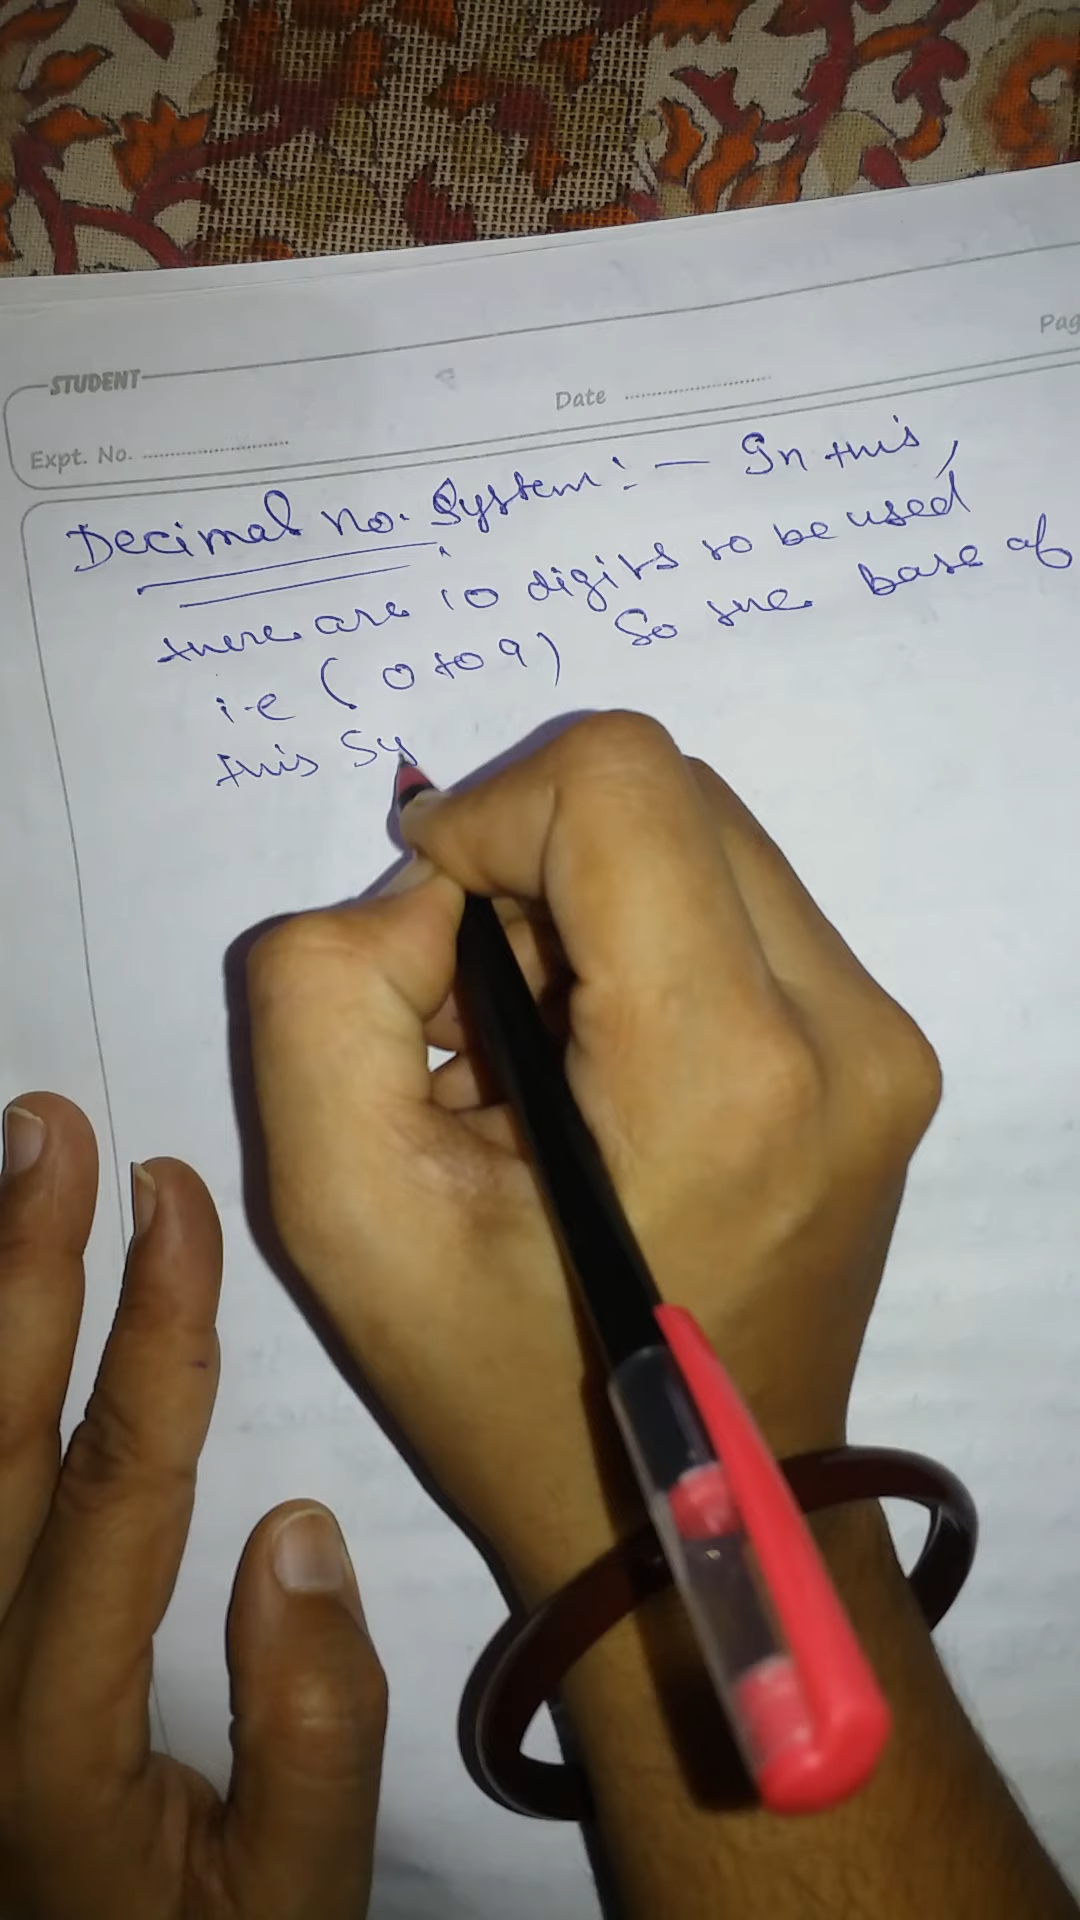 STUDENT
Pag
Date
Expt. No.
Decimal no. System:- In this,
there are 10 digits to be used
i.e ( 0 to 9) So the base of
this Sy